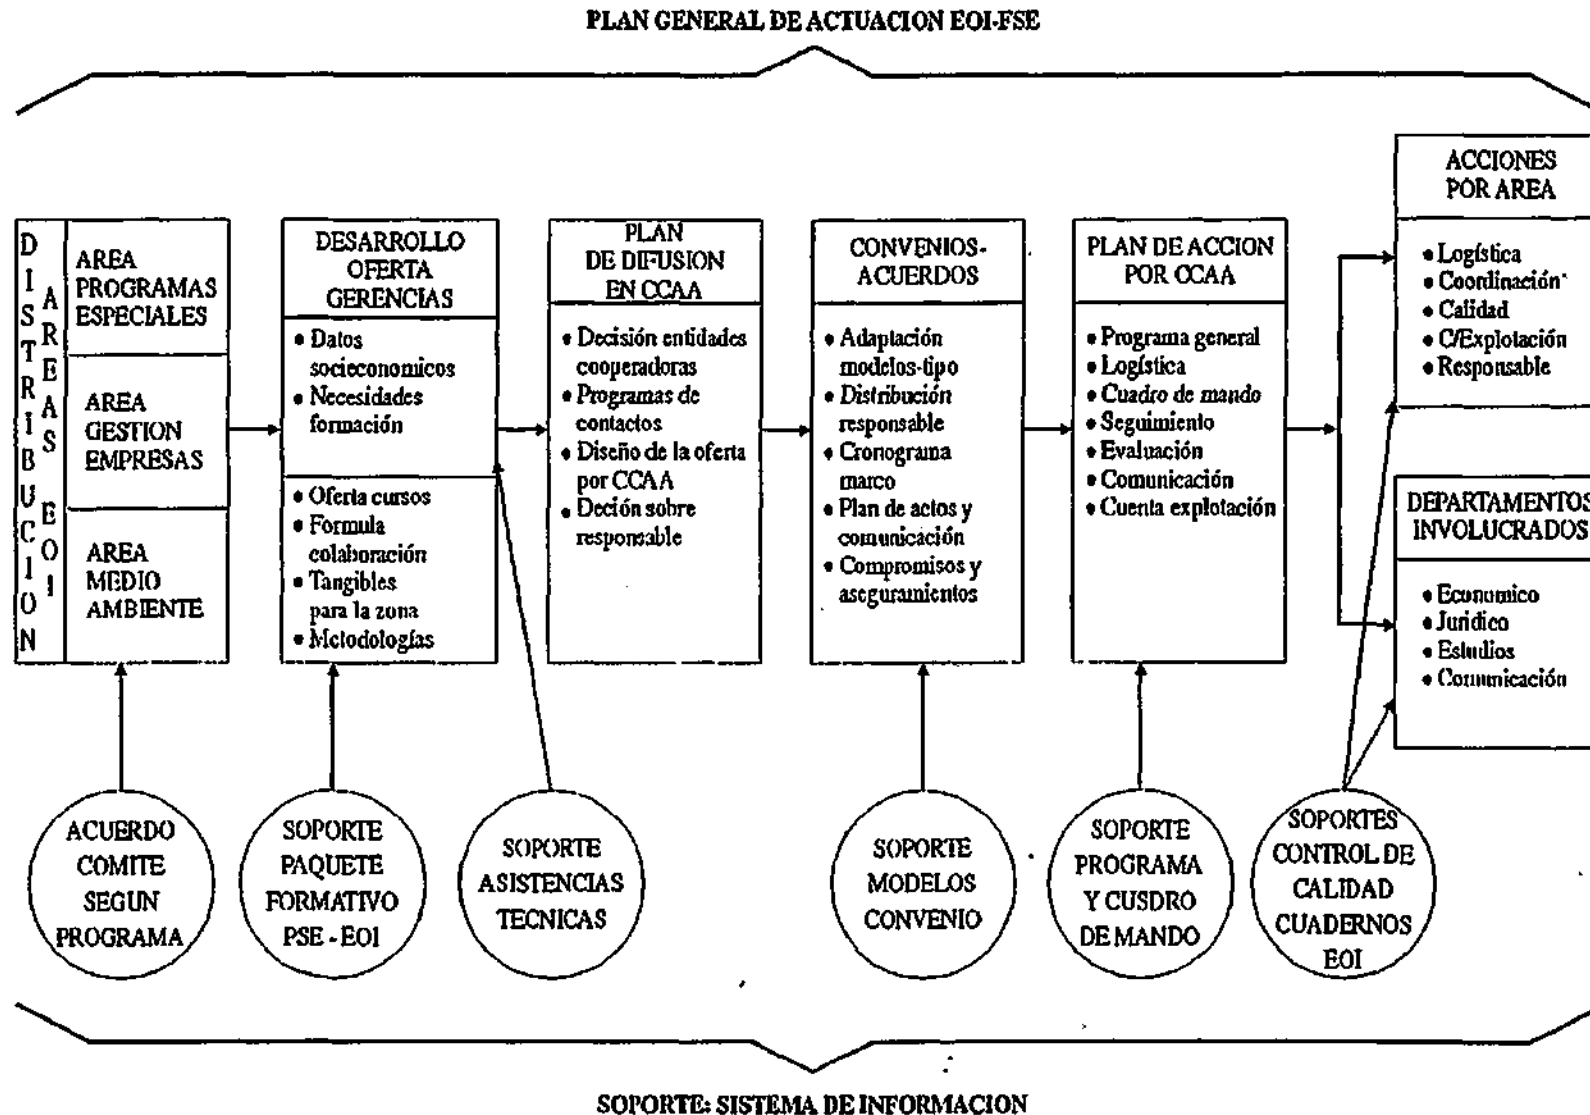 PLAN GENERAL DE ACTUACION EOI-FSE
DISTRIBUCION
AREAS EOI
AREA
PROGRAMAS
ESPECIALES
AREA
GESTION
EMPRESAS
AREA
MEDIO
AMBIENTE
DESARROLLO
OFERTA
GERENCIAS
• Datos
socioeconomicos
• Necesidades
formación
• Oferta cursos
• Formula
colaboración
• Tangibles
para la zona
• Metodologías
PLAN
DE DIFUSION
EN CCAA
• Decisión entidades
cooperadoras
• Programas de
contactos
• Diseño de la oferta
por CCAA
• Deción sobre
responsable
CONVENIOS-
ACUERDOS
• Adaptación
modelos-tipo
• Distribución
responsable
• Cronograma
marco
• Plan de actos y
comunicación
• Compromisos y
aseguramientos
PLAN DE ACCION
POR CCAA
• Programa general
• Logística
• Cuadro de mando
• Seguimiento
• Evaluación
• Comunicación
• Cuenta explotación
ACCIONES
POR AREA
• Logística
• Coordinación
• Calidad
• C/Explotación
• Responsable
DEPARTAMENTOS
INVOLUCRADOS
• Economico
• Juridico
• Estudios
• Comunicación
ACUERDO
COMITE
SEGUN
PROGRAMA
SOPORTE
PAQUETE
FORMATIVO
PSE - EOI
SOPORTE
ASISTENCIAS
TECNICAS
SOPORTE
MODELOS
CONVENIO
SOPORTE
PROGRAMA
Y CUSDRO
DE MANDO
SOPORTES
CONTROL DE
CALIDAD
CUADERNOS
EOI
SOPORTE: SISTEMA DE INFORMACION